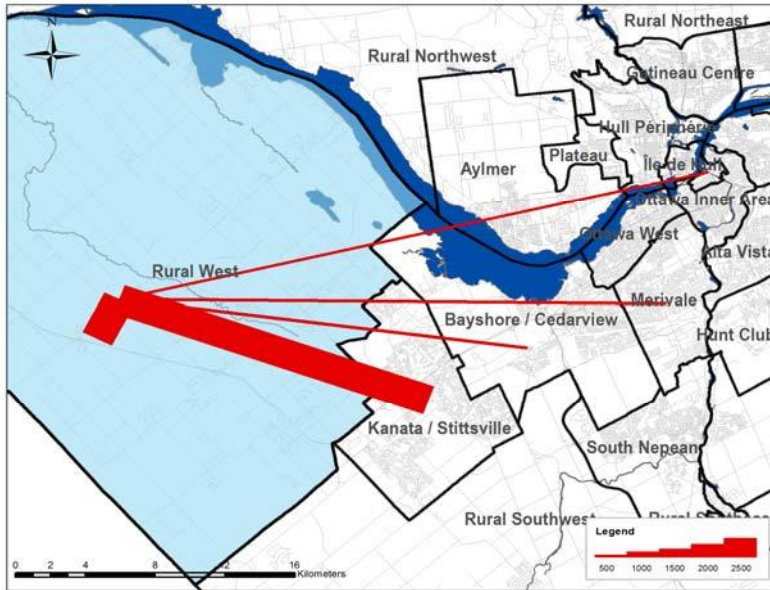 N
Rural Northeast
Rural Northwest
Gatineau Centre
Hull Périphérie
Plateau
Aylmer
Île de Hull
Ottawa Inner Area
Ottawa West
Alta Vista
Rural West
Merivale
Bayshore / Cedarview
Hunt Club
Kanata / Stittsville
South Nepean
Rural Southwest
Legend
500 1000 1500 2000 2500
0 2 4 8 12 16
Kilometers